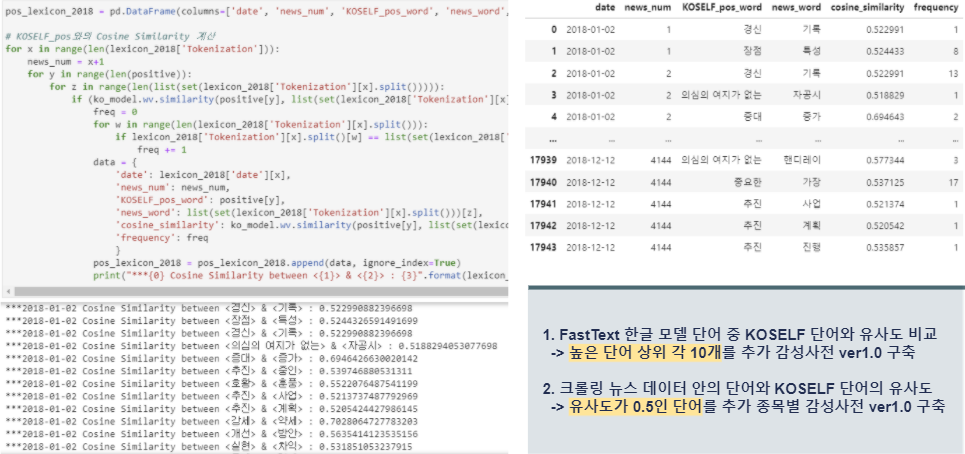 pos_lexicon_2018 = pd.DataFrame(columns=['date', 'news_num', 'KOSELF_pos_word', 'news_word',
# KOSELF_pos와의 Cosine Similarity 계산
for x in range(len(lexicon_2018['Tokenization'])):
news_num = x+1
for y in range(len(positive)):
for z in range(len(list(set(lexicon_2018['Tokenization'][x].split())))):
if (ko_model.wv.similarity(positive[y], list(set(lexicon_2018['Tokenization'][x]
freq = 0
for w in range(len(lexicon_2018['Tokenization'][x].split())):
if lexicon_2018['Tokenization'][x].split()[w] == list(set(lexicon_2018['
freq += 1
data = {
'date': lexicon_2018['date'][x],
'news_num': news_num,
'KOSELF_pos_word': positive[y],
'news_word': list(set(lexicon_2018['Tokenization'][x].split()))[z],
'cosine_similarity': ko_model.wv.similarity(positive[y], list(set(lexico
'frequency': freq
}
pos_lexicon_2018 = pos_lexicon_2018.append(data, ignore_index=True)
print("***{0} Cosine Similarity between <{1}> & <{2}> : {3}".format(lexicon_
***2018-01-02 Cosine Similarity between <경신> & <기록> : 0.522990882396698
***2018-01-02 Cosine Similarity between <장점> & <특성> : 0.5244326591491699
***2018-01-02 Cosine Similarity between <경신> & <기록> : 0.522990882396698
***2018-01-02 Cosine Similarity between <의심의 여지가 없는> & <자공시> : 0.5188294053077698
***2018-01-02 Cosine Similarity between <증대> & <증가> : 0.6946426630020142
***2018-01-02 Cosine Similarity between <추진> & <중인> : 0.539746880531311
***2018-01-02 Cosine Similarity between <호황> & <훈풍> : 0.5522076487541199
***2018-01-02 Cosine Similarity between <추진> & <사업> : 0.5213737487792969
***2018-01-02 Cosine Similarity between <추진> & <계획> : 0.5205424427986145
***2018-01-02 Cosine Similarity between <강세> & <약세> : 0.7028064727783203
***2018-01-02 Cosine Similarity between <개선> & <방안> : 0.5635414123535156
***2018-01-02 Cosine Similarity between <실현> & <차익> : 0.531851053237915
date news_num KOSELF_pos_word news_word cosine_similarity frequency
0 2018-01-02 1 경신 기록 0.522991 1
1 2018-01-02 1 장점 특성 0.524433 8
2 2018-01-02 2 경신 기록 0.522991 13
3 2018-01-02 2 의심의 여지가 없는 자공시 0.518829 1
4 2018-01-02 2 증대 증가 0.694643 2
... ... ... ... ... ... ...
17939 2018-12-12 4144 의심의 여지가 없는 핸디레이 0.577344 3
17940 2018-12-12 4144 중요한 가장 0.537125 17
17941 2018-12-12 4144 추진 사업 0.521374 1
17942 2018-12-12 4144 추진 계획 0.520542 1
17943 2018-12-12 4144 추진 진행 0.535857 1
1. FastText 한글 모델 단어 중 KOSELF 단어와 유사도 비교
-> 높은 단어 상위 각 10개를 추가 감성사전 ver1.0 구축
2. 크롤링 뉴스 데이터 안의 단어와 KOSELF 단어의 유사도
-> 유사도가 0.5인 단어를 추가 종목별 감성사전 ver1.0 구축